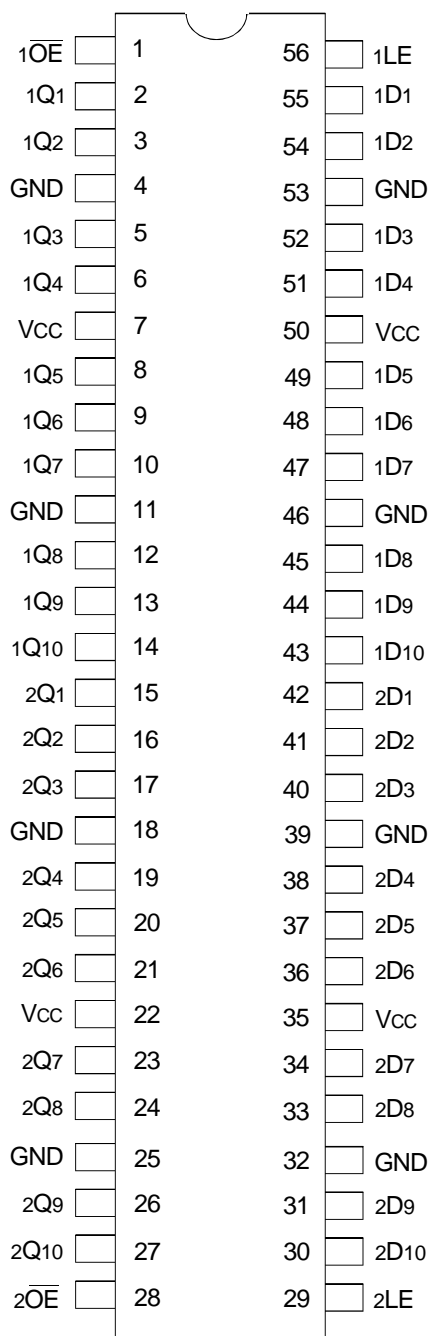 1OE 1 56 1LE
1Q1 2 55 1D1
1Q2 3 54 1D2
GND 4 53 GND
1Q3 5 52 1D3
1Q4 6 51 1D4
VCC 7 50 VCC
1Q5 8 49 1D5
1Q6 9 48 1D6
1Q7 10 47 1D7
GND 11 46 GND
1Q8 12 45 1D8
1Q9 13 44 1D9
1Q10 14 43 1D10
2Q1 15 42 2D1
2Q2 16 41 2D2
2Q3 17 40 2D3
GND 18 39 GND
2Q4 19 38 2D4
2Q5 20 37 2D5
2Q6 21 36 2D6
VCC 22 35 VCC
2Q7 23 34 2D7
2Q8 24 33 2D8
GND 25 32 GND
2Q9 26 31 2D9
2Q10 27 30 2D10
2OE 28 29 2LE